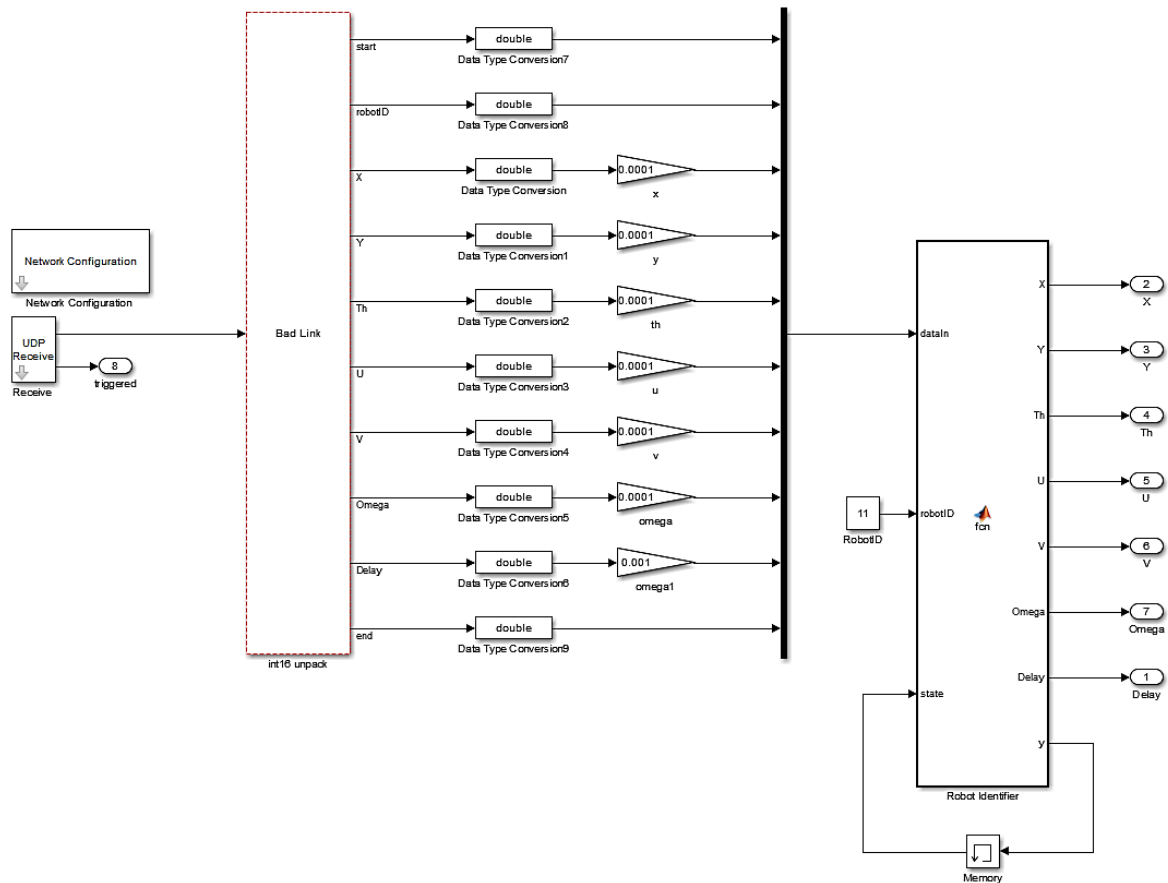 start
double
Data Type Conversion7
robotID
double
Data Type Conversion8
X
double
Data Type Conversion
0.0001
x
Y
double
Data Type Conversion1
0.0001
y
Network Configuration
Network Configuration
Th
double
Data Type Conversion2
0.0001
th
UDP
Receive
Receive
8
triggered
Bad Link
U
double
Data Type Conversion3
0.0001
u
V
double
Data Type Conversion4
0.0001
v
Omega
double
Data Type Conversion5
0.0001
omega
Delay
double
Data Type Conversion6
0.001
omega1
end
double
Data Type Conversion9
int16 unpack
11
RobotID
dataIn
robotID
state
fcn
X
Y
Th
U
V
Omega
Delay
y
Robot Identifier
Memory
2
X
3
Y
4
Th
5
U
6
V
7
Omega
1
Delay